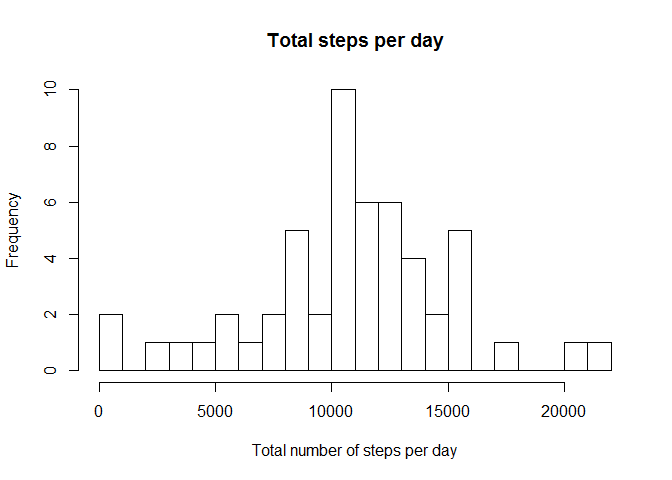 Total steps per day
Frequency
10
8
6
4
2
0
0 5000 10000 15000 20000
Total number of steps per day